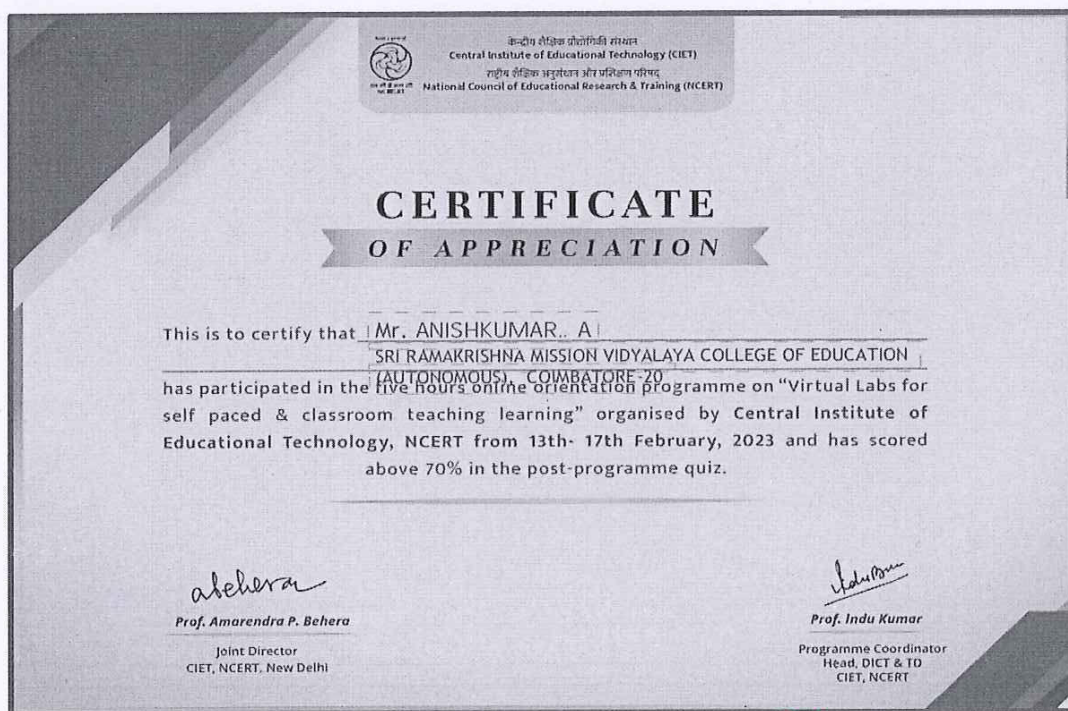 केन्द्रीय शैक्षिक प्रौद्योगिकी संस्थान
Central Institute of Educational Technology (CIET)
राष्ट्रीय शैक्षिक अनुसंधान और प्रशिक्षण परिषद्
National Council of Educational Research & Training (NCERT)
NCERT
CERTIFICATE
OF APPRECIATION
This is to certify that Mr. ANISHKUMAR.. A
SRI RAMAKRISHNA MISSION VIDYALAYA COLLEGE OF EDUCATION
(AUTONOMOUS), COIMBATORE-20
has participated in the five hours online orientation programme on “Virtual Labs for
self paced & classroom teaching learning” organised by Central Institute of
Educational Technology, NCERT from 13th- 17th February, 2023 and has scored
above 70% in the post-programme quiz.
abehera
Prof. Amarendra P. Behera
Joint Director
CIET, NCERT, New Delhi
Prof. Indu Kumar
Programme Coordinator
Head, DICT & TD
CIET, NCERT